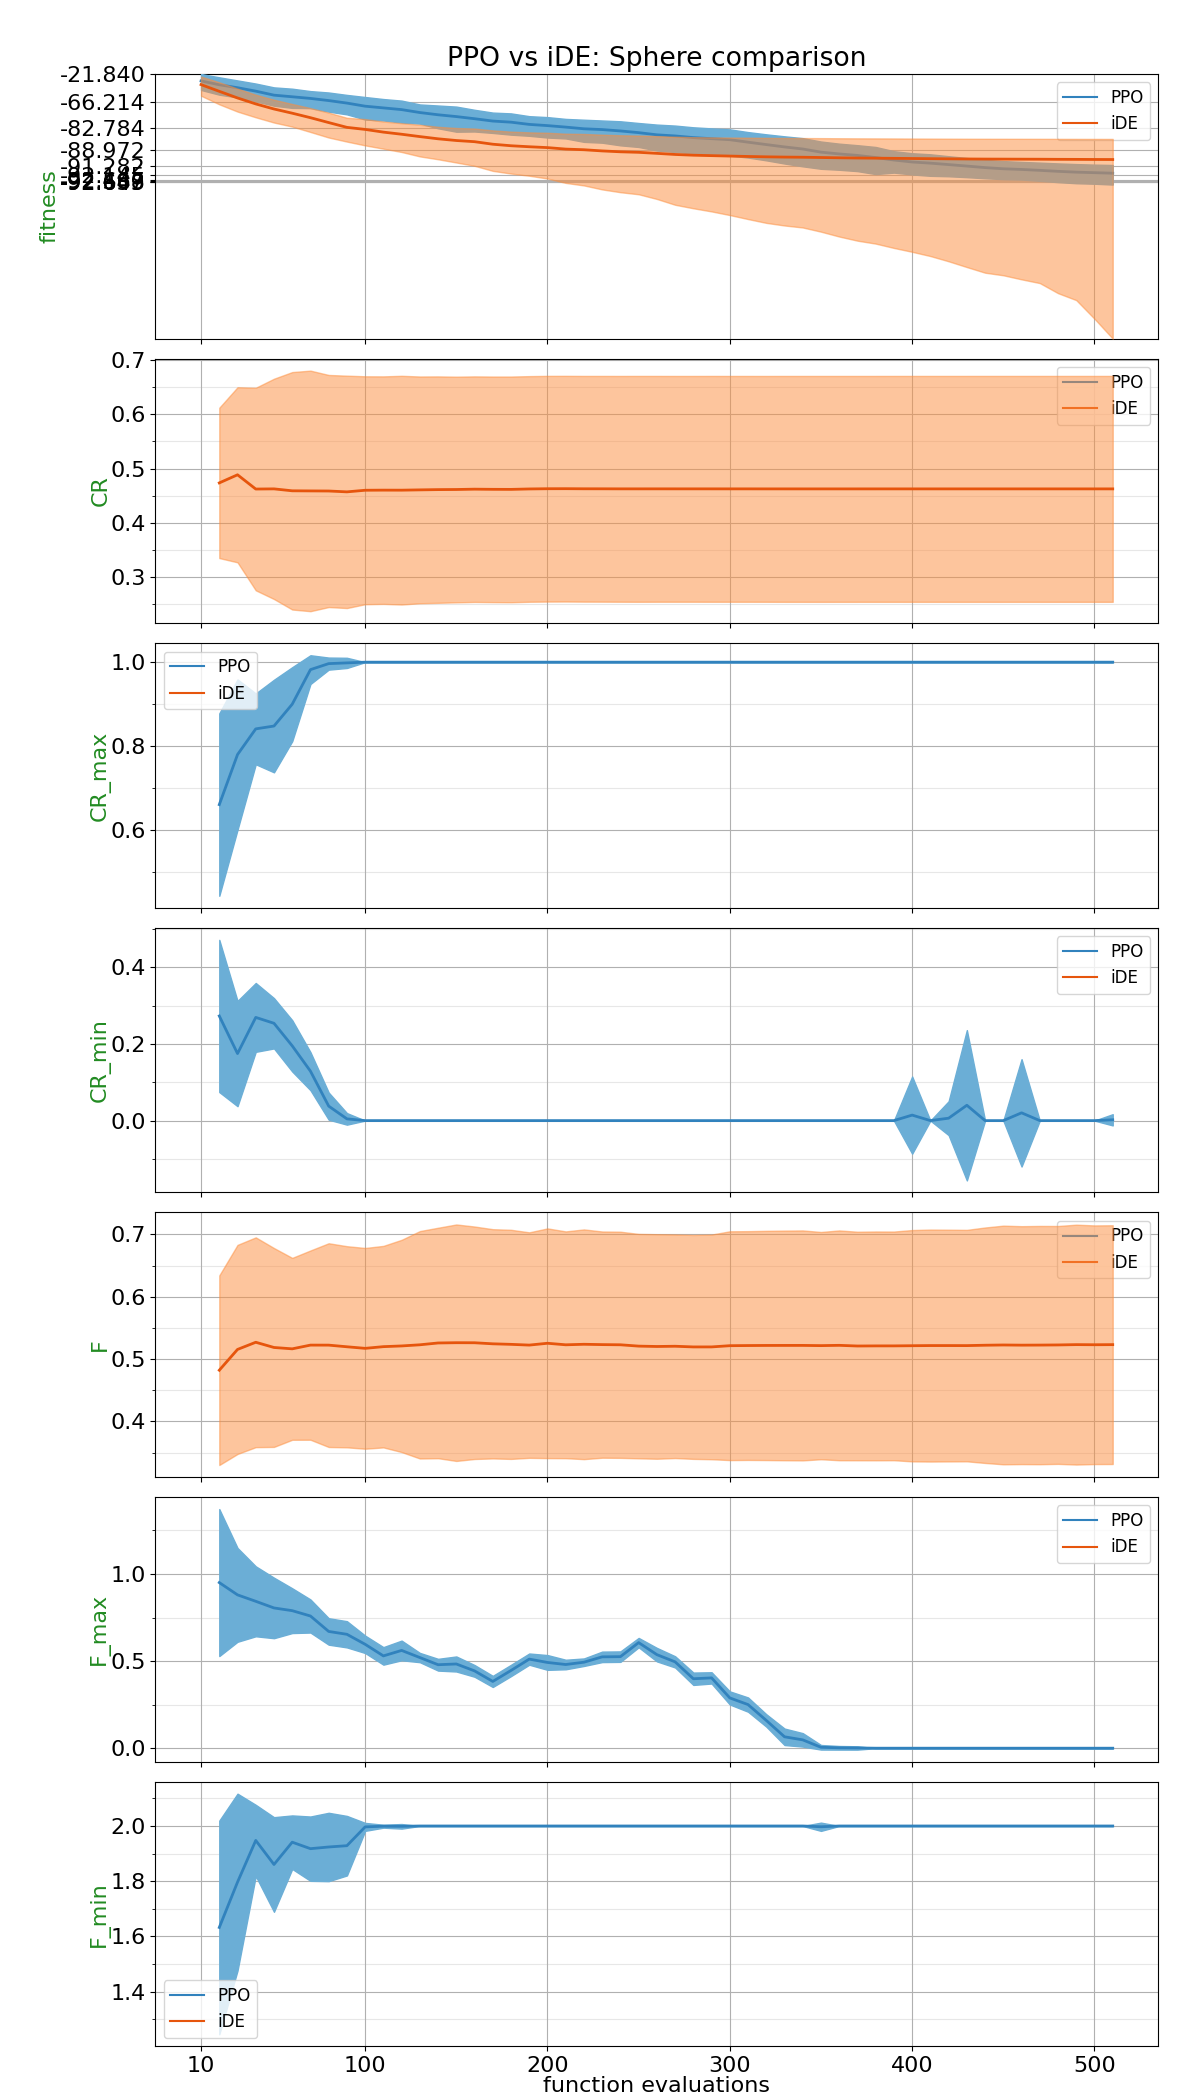 PPO vs iDE: Sphere comparison
-21.840
-66.214
-82.784
-88.972
-91.282
fitness
PPO
iDE
0.7
0.6
0.5
0.4
0.3
CR
PPO
iDE
1.0
0.8
0.6
CR_max
PPO
iDE
0.4
0.2
0.0
CR_min
PPO
iDE
0.7
0.6
0.5
0.4
F
PPO
iDE
1.0
0.5
0.0
F_max
PPO
iDE
2.0
1.8
1.6
1.4
F_min
PPO
iDE
10 100 200 300 400 500
function evaluations